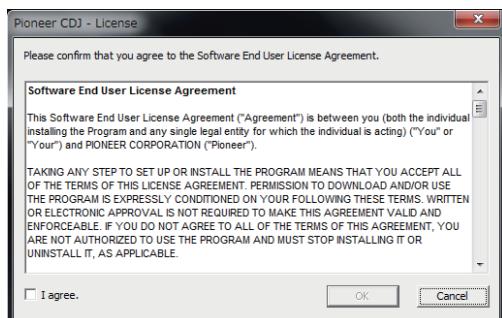 Pioneer CDJ - License
Please confirm that you agree to the Software End User License Agreement.
Software End User License Agreement
This Software End User License Agreement ("Agreement") is between you (both the individual
installing the Program and any single legal entity for which the individual is acting) ("You" or
"Your") and PIONEER CORPORATION ("Pioneer").
TAKING ANY STEP TO SET UP OR INSTALL THE PROGRAM MEANS THAT YOU ACCEPT ALL
OF THE TERMS OF THIS LICENSE AGREEMENT. PERMISSION TO DOWNLOAD AND/OR USE
THE PROGRAM IS EXPRESSLY CONDITIONED ON YOUR FOLLOWING THESE TERMS. WRITTEN
OR ELECTRONIC APPROVAL IS NOT REQUIRED TO MAKE THIS AGREEMENT VALID AND
ENFORCEABLE. IF YOU DO NOT AGREE TO ALL OF THE TERMS OF THIS AGREEMENT, YOU
ARE NOT AUTHORIZED TO USE THE PROGRAM AND MUST STOP INSTALLING IT OR
UNINSTALL IT, AS APPLICABLE.
I agree.
OK
Cancel